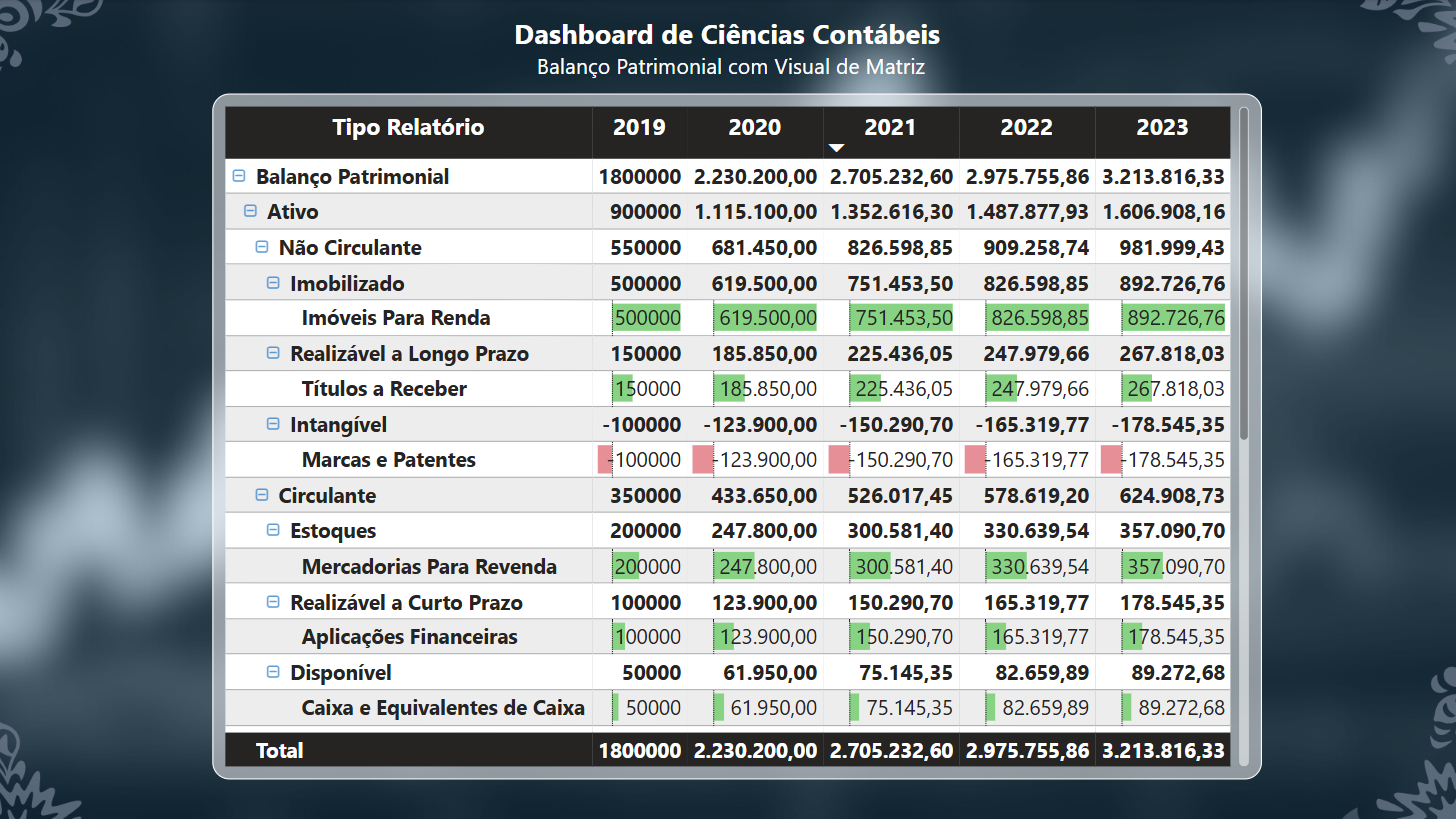 Dashboard de Ciências Contábeis
Balanço Patrimonial com Visual de Matriz
Tipo Relatório 2019 2020 2021 2022 2023
Balanço Patrimonial 1800000 2.230.200,00 2.705.232,60 2.975.755,86 3.213.816,33
Ativo 900000 1.115.100,00 1.352.616,30 1.487.877,93 1.606.908,16
Não Circulante 550000 681.450,00 826.598,85 909.258,74 981.999,43
Imobilizado 500000 619.500,00 751.453,50 826.598,85 892.726,76
Imóveis Para Renda 500000 619.500,00 751.453,50 826.598,85 892.726,76
Realizável a Longo Prazo 150000 185.850,00 225.436,05 247.979,66 267.818,03
Títulos a Receber 150000 185.850,00 225.436,05 247.979,66 267.818,03
Intangível -100000 -123.900,00 -150.290,70 -165.319,77 -178.545,35
Marcas e Patentes -100000 -123.900,00 -150.290,70 -165.319,77 -178.545,35
Circulante 350000 433.650,00 526.017,45 578.619,20 624.908,73
Estoques 200000 247.800,00 300.581,40 330.639,54 357.090,70
Mercadorias Para Revenda 200000 247.800,00 300.581,40 330.639,54 357.090,70
Realizável a Curto Prazo 100000 123.900,00 150.290,70 165.319,77 178.545,35
Aplicações Financeiras 100000 123.900,00 150.290,70 165.319,77 178.545,35
Disponível 50000 61.950,00 75.145,35 82.659,89 89.272,68
Caixa e Equivalentes de Caixa 50000 61.950,00 75.145,35 82.659,89 89.272,68
Total 1800000 2.230.200,00 2.705.232,60 2.975.755,86 3.213.816,33